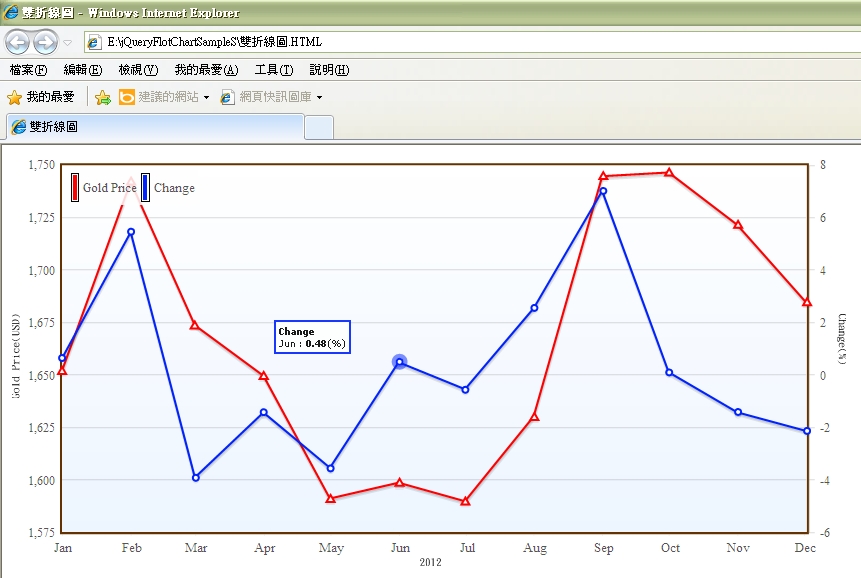 雙折線圖 - Windows Internet Explorer
E:\jQueryFlotChartSampleS\雙折線圖.HTML
檔案(F) 編輯(E) 檢視(V) 我的最愛(A) 工具(T) 說明(H)
我的最愛 建議的網站 網頁快訊圖庫
雙折線圖
Gold Price Change
1,750
1,725
1,700
1,675
1,650
1,625
1,600
1,575
Gold Price(USD)
Change
Jun : 0.48(%)
8
6
4
2
0
-2
-4
-6
Change(%)
Jan Feb Mar Apr May Jun Jul Aug Sep Oct Nov Dec
2012